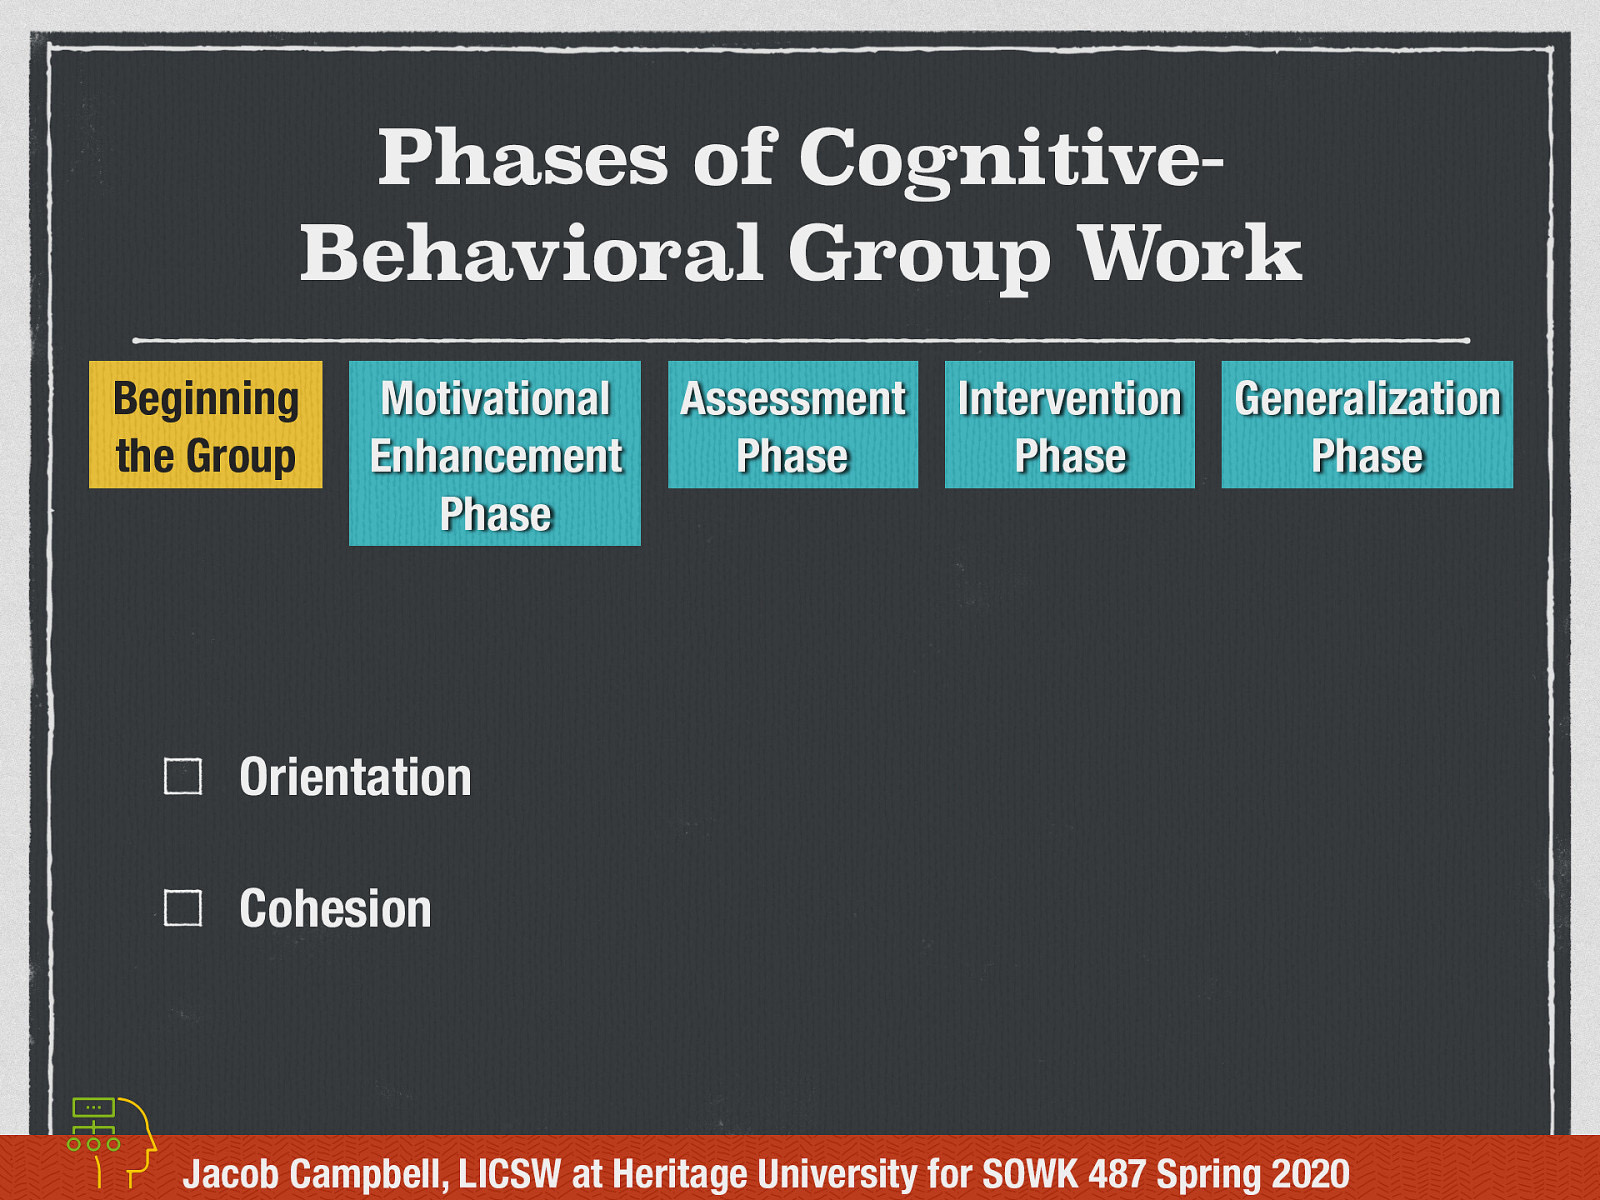 Phases of Cognitive-
Behavioral Group Work
Beginning
the Group
Motivational
Enhancement
Phase
Assessment
Phase
Intervention
Phase
Generalization
Phase
Orientation
Cohesion
Jacob Campbell, LICSW at Heritage University for SOWK 487 Spring 2020